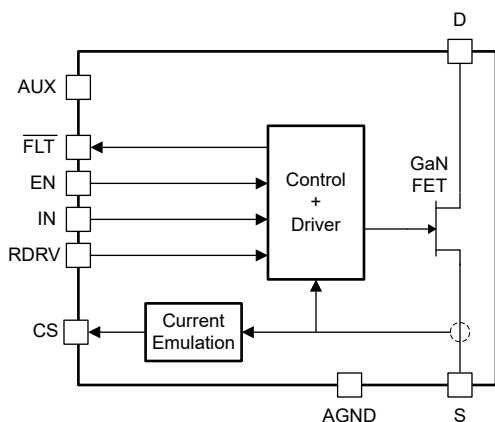 D
AUX
FLT
EN
IN
RDRV
CS
Control
+
Driver
GaN
FET
Current
Emulation
AGND
S